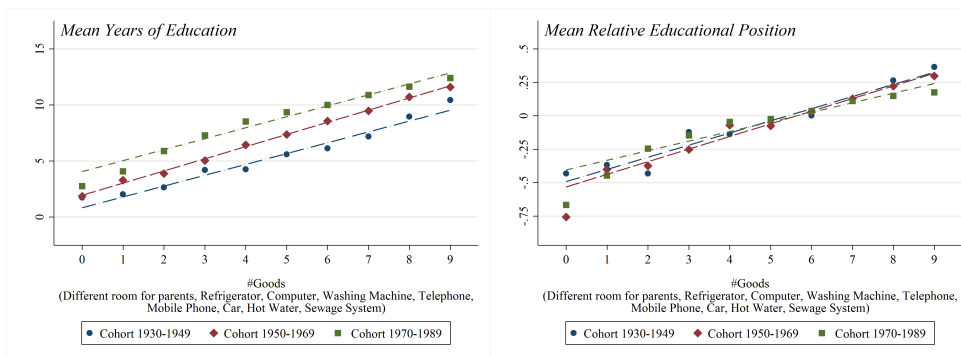 Mean Years of Education
15
10
5
0
0 1 2 3 4 5 6 7 8 9
#Goods
(Different room for parents, Refrigerator, Computer, Washing Machine, Telephone,
Mobile Phone, Car, Hot Water, Sewage System)
Cohort 1930-1949 Cohort 1950-1969 Cohort 1970-1989
Mean Relative Educational Position
.5
.25
0
-.25
-.5
-.75
0 1 2 3 4 5 6 7 8 9
#Goods
(Different room for parents, Refrigerator, Computer, Washing Machine, Telephone,
Mobile Phone, Car, Hot Water, Sewage System)
Cohort 1930-1949 Cohort 1950-1969 Cohort 1970-1989